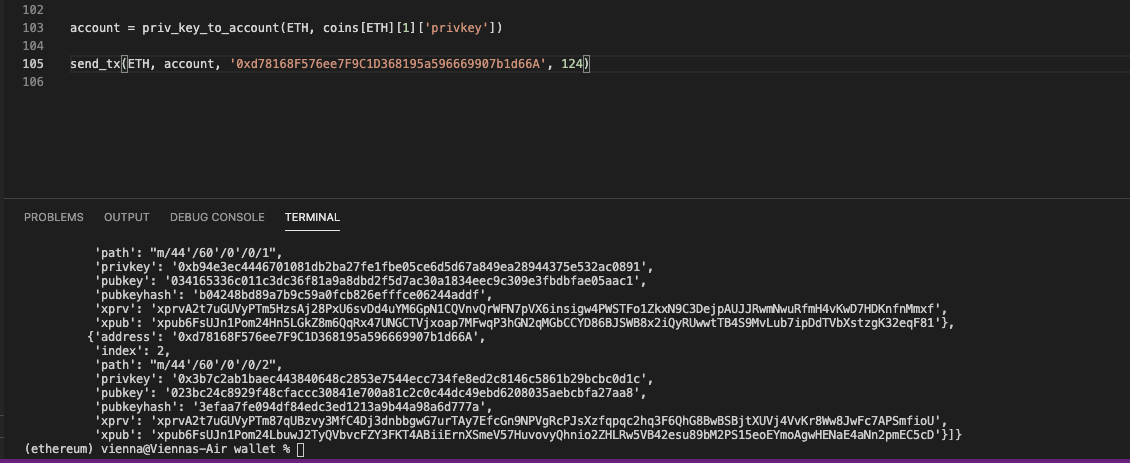 102
103 account = priv_key_to_account(ETH, coins[ETH][1]['privkey'])
104
105 send_tx(ETH, account, '0xd78168F576ee7F9C1D368195a596669907b1d66A', 124)
106
PROBLEMS OUTPUT DEBUG CONSOLE TERMINAL
'path': "m/44'/60'/0'/0/1",
'privkey': '0xb94e3ec4446701081db2ba27fe1fbe05ce6d5d67a849ea28944375e532ac0891',
'pubkey': '034165336c011c3dc36f81a9a8dbd2f5d7ac30a1834eec9c309e3fbdbfae05aac1',
'pubkeyhash': 'b04248bd89a7b9c59a0fcb826efffce06244addf',
'xprv': 'xprvA2t7uGUVyPTm5HzsAj28PxU6svDd4uYM6GpN1CQVnvQrWFN7pVX6insigw4PWSTFo1ZkxN9C3DejpAUJJRwmNwuRfmH4vKwD7HDKnfnMmxf',
'xpub': 'xpub6FsUJn1Pom24Hn5LGkZ8m6QqRx47UNGCTVjxoap7MFwqP3hGN2qMGbCCYD86BJSWB8x2iQyRUwwtTB4S9MvLub7ipDdTVbXstzgK32eqF81'},
{'address': '0xd78168F576ee7F9C1D368195a596669907b1d66A',
'index': 2,
'path': "m/44'/60'/0'/0/2",
'privkey': '0x3b7c2ab1baec443840648c2853e7544ecc734fe8ed2c8146c5861b29bcbc0d1c',
'pubkey': '023bc24c8929f48cfaccc30841e700a81c2c0c44dc49ebd6208035aebcbfa27aa8',
'pubkeyhash': '3efaa7fe094df84edc3ed1213a9b44a98a6d777a',
'xprv': 'xprvA2t7uGUVyPTm87qUBzvy3MfC4Dj3dnbbgwG7urTAy7EfcGn9NPVgRcPJsXzfqpqc2hq3F6QhG8BwBSBjtXUVj4VvKr8Ww8JwFc7APSmfioU',
'xpub': 'xpub6FsUJn1Pom24LbuwJ2TyQVbvcFZY3FKT4ABiiErnXSmeV57HuvovyQhnio2ZHLRw5VB42esu89bM2PS15eoEYmoAgwHENaE4aNn2pmEC5cD'}]}
(ethereum) vienna@Viennas-Air wallet %